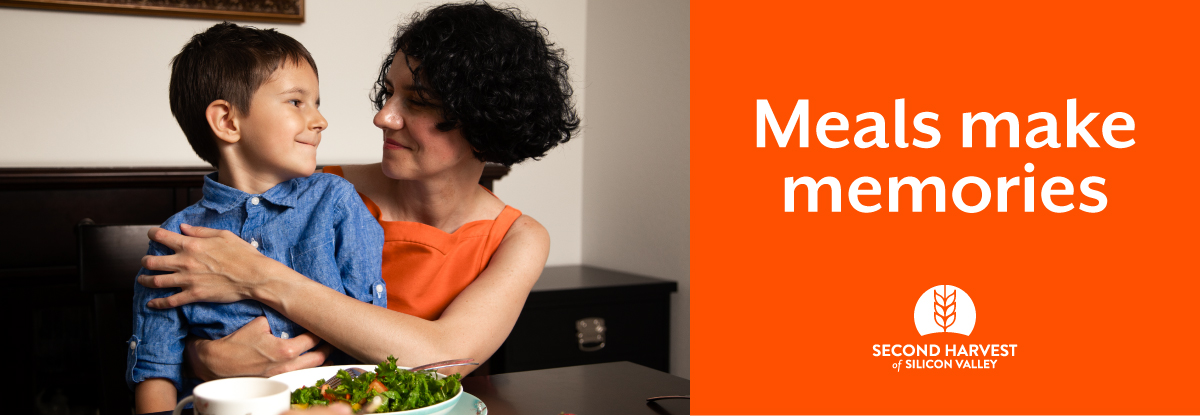 Meals make
memories
SECOND HARVEST
of SILICON VALLEY